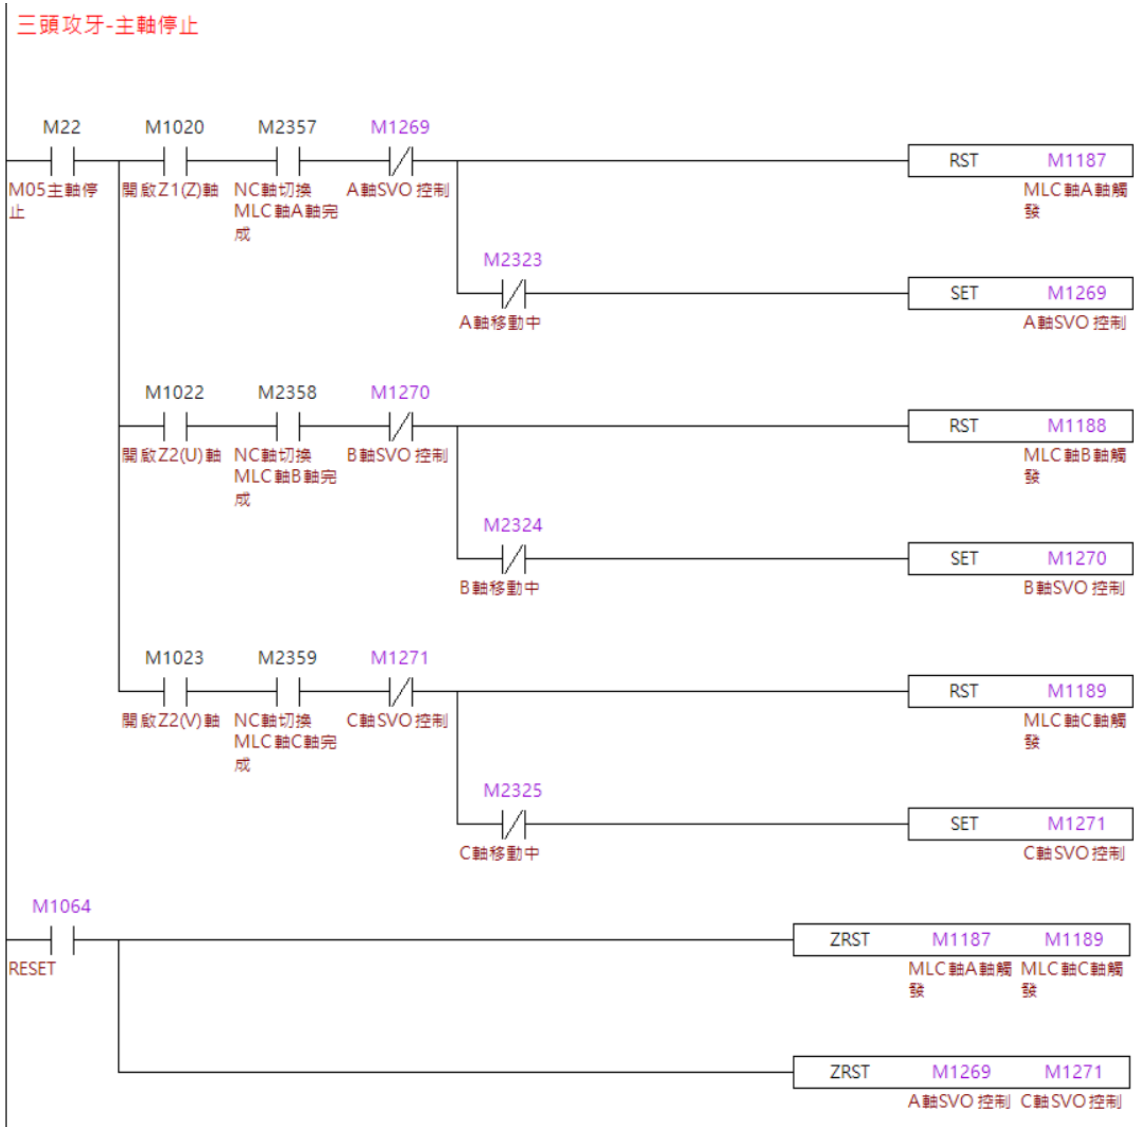 三頭攻牙-主軸停止
M22 M1020 M2357 M1269
RST M1187
M05主軸停 開啟Z1(Z)軸 NC軸切換 A軸SVO 控制 MLC軸A軸觸
止 MLC軸A軸完 發
成
M2323
SET M1269
A軸移動中 A軸SVO 控制
M1022 M2358 M1270
RST M1188
開啟Z2(U)軸 NC軸切換 B軸SVO 控制 MLC軸B軸觸
MLC軸B軸完 發
成
M2324
SET M1270
B軸移動中 B軸SVO 控制
M1023 M2359 M1271
RST M1189
開啟Z2(V)軸 NC軸切換 C軸SVO 控制 MLC軸C軸觸
MLC軸C軸完 發
成
M2325
SET M1271
C軸移動中 C軸SVO 控制
M1064
ZRST M1187 M1189
RESET MLC軸A軸觸 MLC軸C軸觸
發 發
ZRST M1269 M1271
A軸SVO 控制 C軸SVO 控制